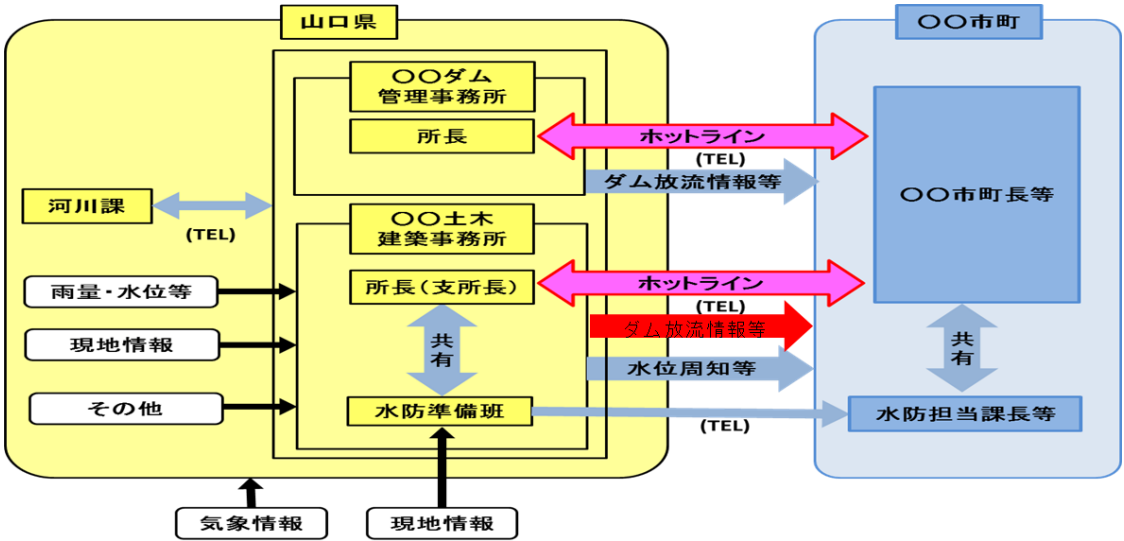 山口県
〇〇市町
〇〇ダム
管理事務所
所長
ホットライン
(TEL)
ダム放流情報等
〇〇市町長等
河川課
(TEL)
〇〇土木
建築事務所
所長(支所長)
ホットライン
(TEL)
ダム放流情報等
雨量・水位等
現地情報
共有
水位周知等
共有
その他
水防準備班
(TEL)
水防担当課長等
気象情報
現地情報